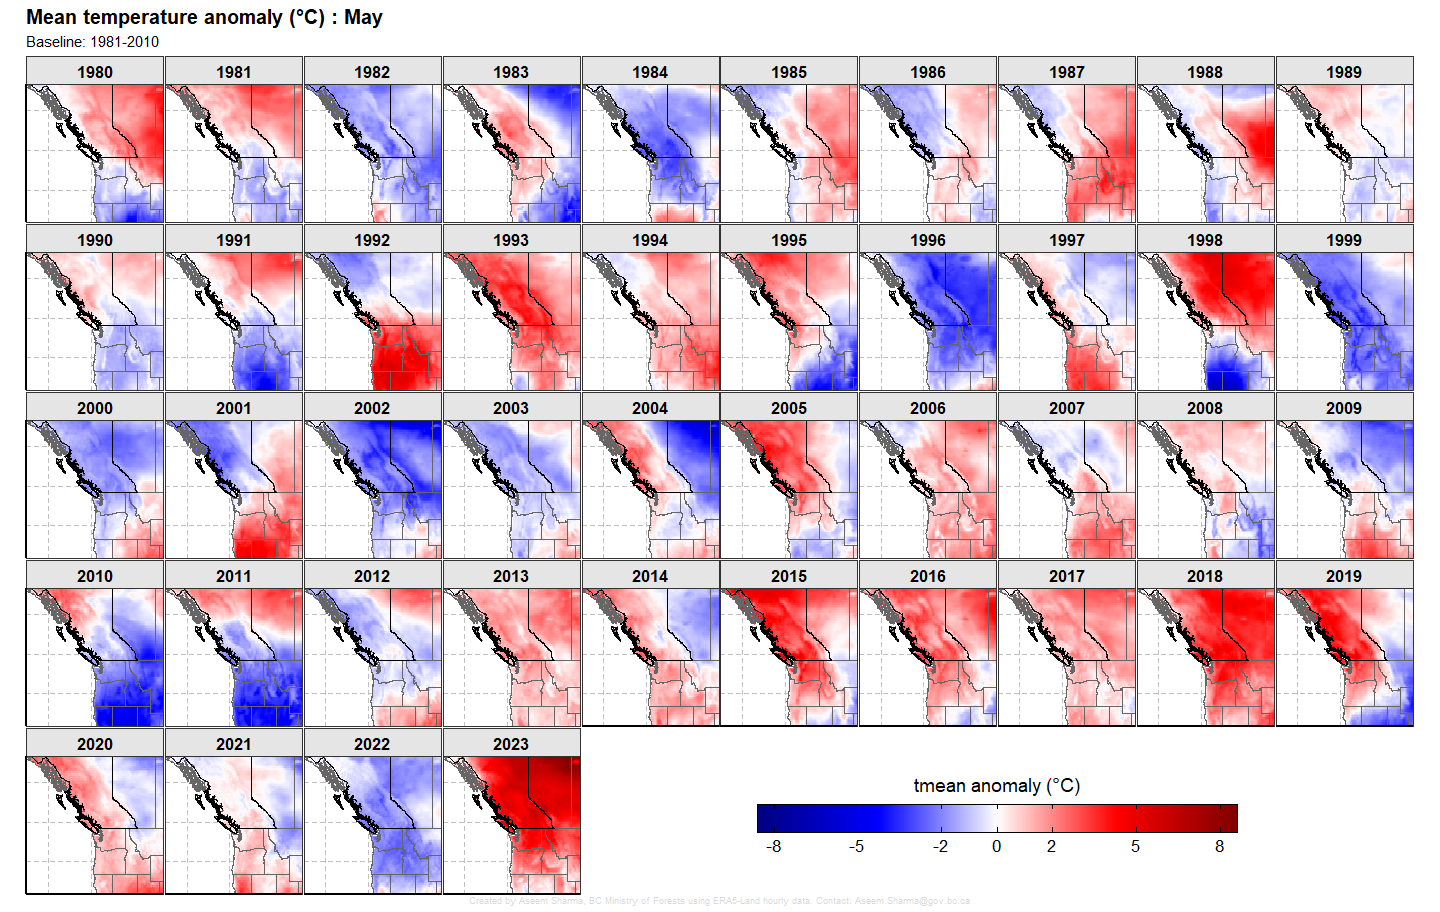 Mean temperature anomaly (°C) : May
Baseline: 1981-2010
1980 1981 1982 1983 1984 1985 1986 1987 1988 1989
1990 1991 1992 1993 1994 1995 1996 1997 1998 1999
2000 2001 2002 2003 2004 2005 2006 2007 2008 2009
2010 2011 2012 2013 2014 2015 2016 2017 2018 2019
2020 2021 2022 2023
tmean anomaly (°C)
-8 -5 -2 0 2 5 8
Created by Aseem Sharma, BC Ministry of Forests using ERA5-Land hourly data. Contact: Aseem.Sharma@gov.bc.ca